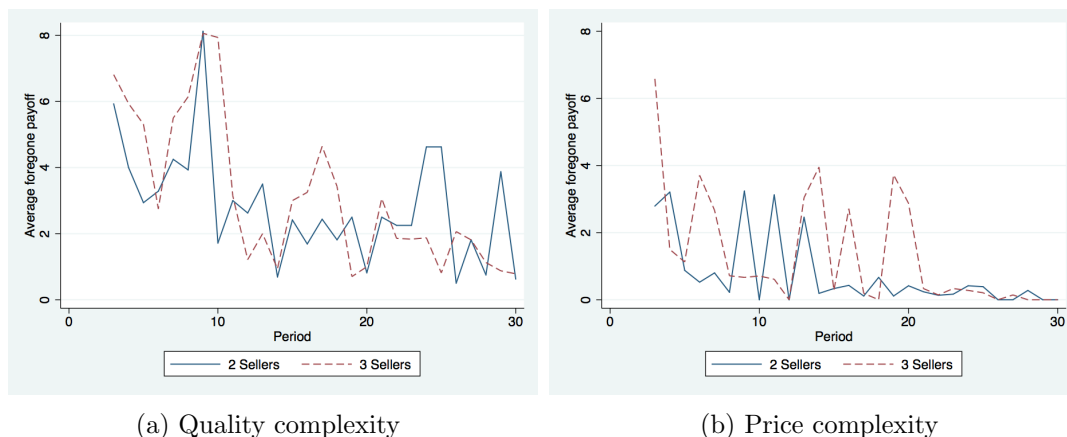 Average foregone payoff
8
6
4
2
0
0
10
20
30
Period
2 Sellers
3 Sellers
(a) Quality complexity
Average foregone payoff
8
6
4
2
0
0
10
20
30
Period
2 Sellers
3 Sellers
(b) Price complexity